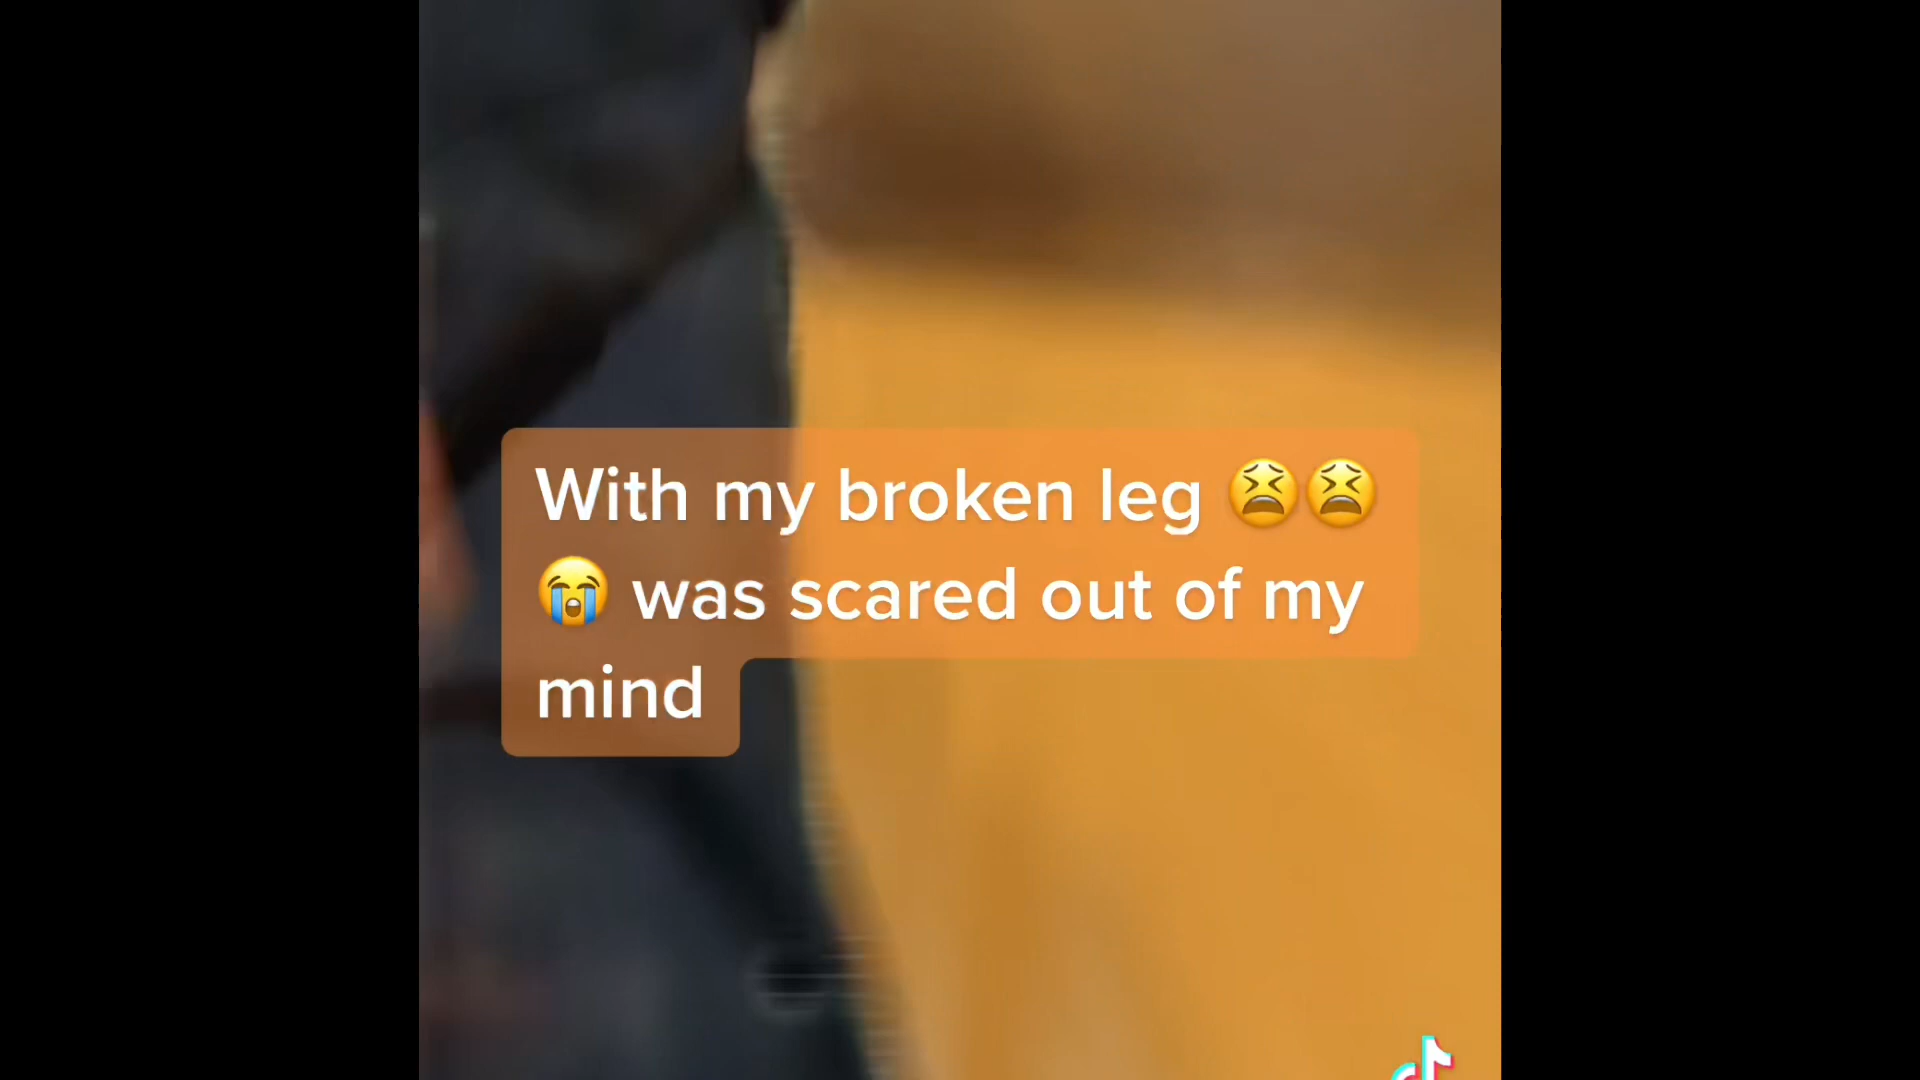 With my broken leg 😫😫
😭 was scared out of my
mind